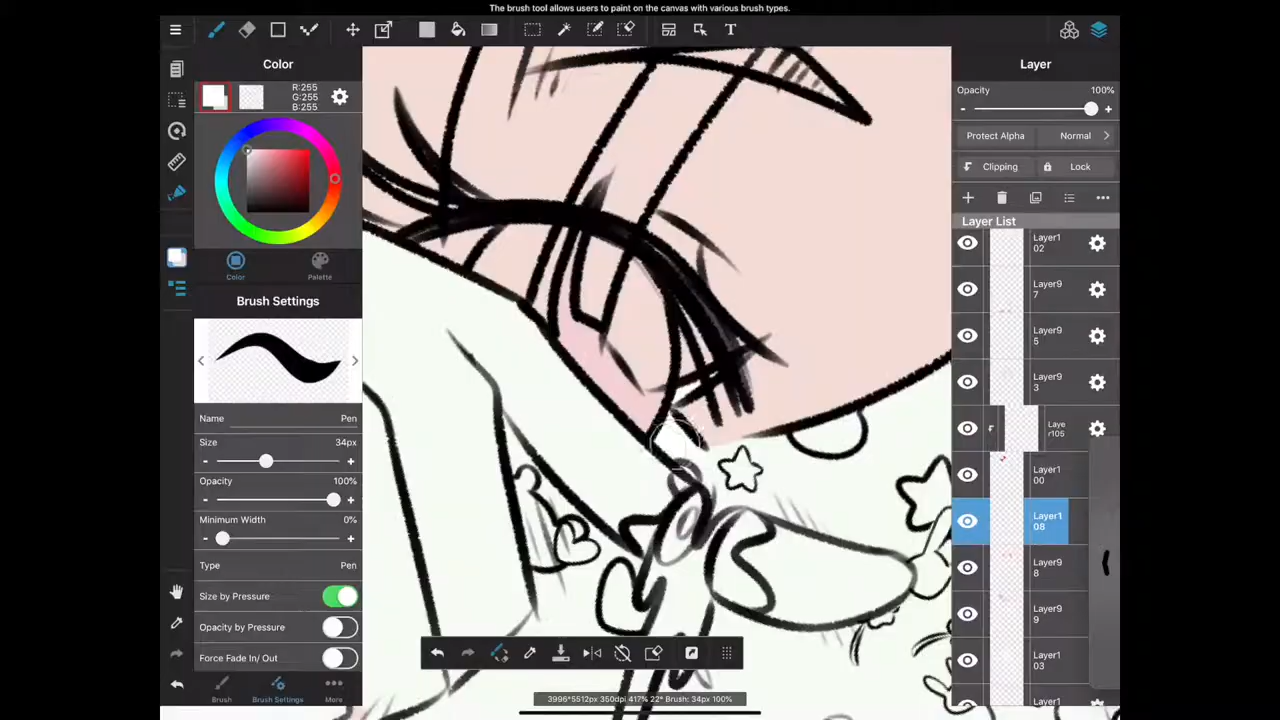 The brush tool allows users to paint on the canvas with various brush types.
T
Color
R:255
G:255
B:255
Color
Palette
Brush Settings
Name
Pen
Size
34px
-
+
Opacity
100%
-
+
Minimum Width
0%
-
+
Type
Pen
Size by Pressure
Opacity by Pressure
Force Fade In/ Out
Brush
Brush Settings
More
3996*5512px 350dpi 417% 22° Brush: 34px 100%
Layer
Opacity
100%
-
+
Protect Alpha
Normal
Clipping
Lock
Layer List
Layer1
02
Layer9
7
Layer9
5
Layer9
3
Laye
r105
Layer1
00
Layer1
08
Layer9
8
Layer9
9
Layer1
03
Layer1